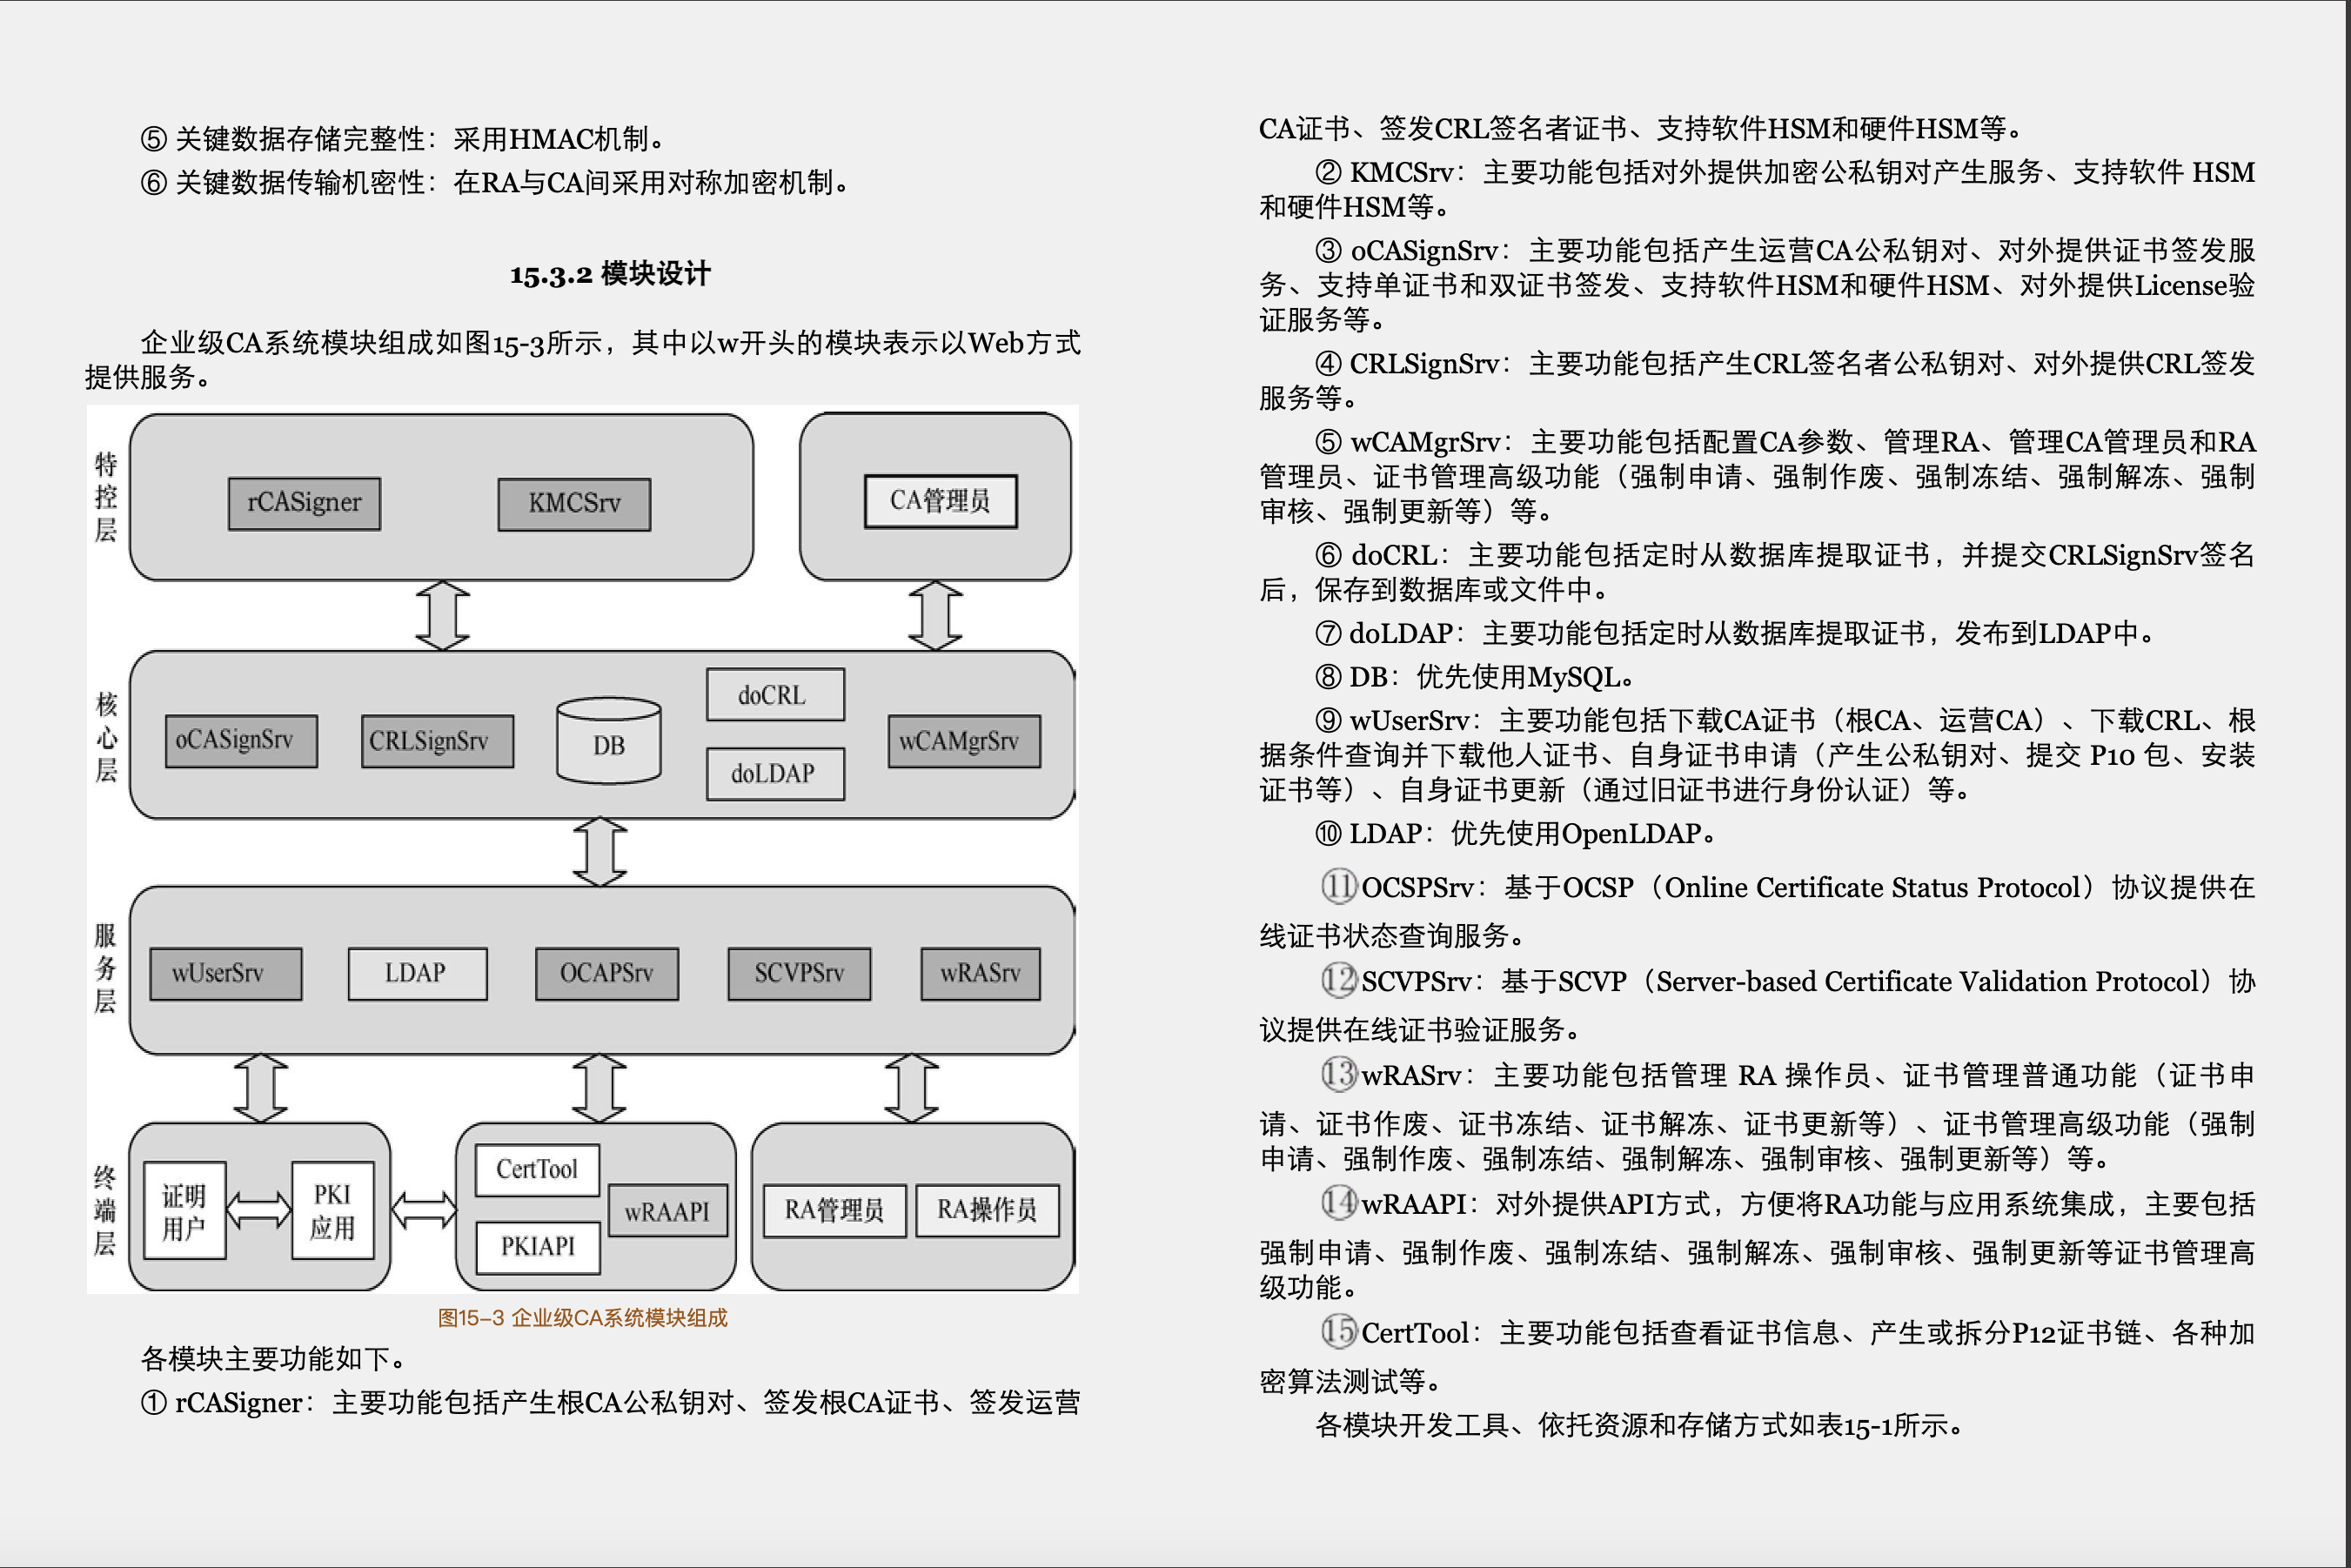 ⑤ 关键数据存储完整性：采用HMAC机制。
⑥ 关键数据传输机密性：在RA与CA间采用对称加密机制。
15.3.2 模块设计
企业级CA系统模块组成如图15-3所示，其中以w开头的模块表示以Web方式
提供服务。
特控层
rCASigner
KMCSrv
CA管理员
核心层
oCASignSrv
CRLSignSrv
DB
doCRL
doLDAP
wCAMgrSrv
服务层
wUserSrv
LDAP
OCAPSrv
SCVPSrv
wRASrv
终端层
证明
用户
PKI
应用
CertTool
wRAAPI
PKIAPI
RA管理员
RA操作员
图15-3 企业级CA系统模块组成
各模块主要功能如下。
① rCASigner：主要功能包括产生根CA公私钥对、签发根CA证书、签发运营
CA证书、签发CRL签名者证书、支持软件HSM和硬件HSM等。
② KMCSrv：主要功能包括对外提供加密公私钥对产生服务、支持软件 HSM
和硬件HSM等。
③ oCASignSrv：主要功能包括产生运营CA公私钥对、对外提供证书签发服
务、支持单证书和双证书签发、支持软件HSM和硬件HSM、对外提供License验
证服务等。
④ CRLSignSrv：主要功能包括产生CRL签名者公私钥对、对外提供CRL签发
服务等。
⑤ wCAMgrSrv：主要功能包括配置CA参数、管理RA、管理CA管理员和RA
管理员、证书管理高级功能（强制申请、强制作废、强制冻结、强制解冻、强制
审核、强制更新等）等。
⑥ doCRL：主要功能包括定时从数据库提取证书，并提交CRLSignSrv签名
后，保存到数据库或文件中。
⑦ doLDAP：主要功能包括定时从数据库提取证书，发布到LDAP中。
⑧ DB：优先使用MySQL。
⑨ wUserSrv：主要功能包括下载CA证书（根CA、运营CA）、下载CRL、根
据条件查询并下载他人证书、自身证书申请（产生公私钥对、提交 P10 包、安装
证书等）、自身证书更新（通过旧证书进行身份认证）等。
⑩ LDAP：优先使用OpenLDAP。
⑪OCSPSrv：基于OCSP（Online Certificate Status Protocol）协议提供在
线证书状态查询服务。
⑫SCVPSrv：基于SCVP（Server-based Certificate Validation Protocol）协
议提供在线证书验证服务。
⑬wRASrv：主要功能包括管理 RA 操作员、证书管理普通功能（证书申
请、证书作废、证书冻结、证书解冻、证书更新等）、证书管理高级功能（强制
申请、强制作废、强制冻结、强制解冻、强制审核、强制更新等）等。
⑭wRAAPI：对外提供API方式，方便将RA功能与应用系统集成，主要包括
强制申请、强制作废、强制冻结、强制解冻、强制审核、强制更新等证书管理高
级功能。
⑮CertTool：主要功能包括查看证书信息、产生或拆分P12证书链、各种加
密算法测试等。
各模块开发工具、依托资源和存储方式如表15-1所示。